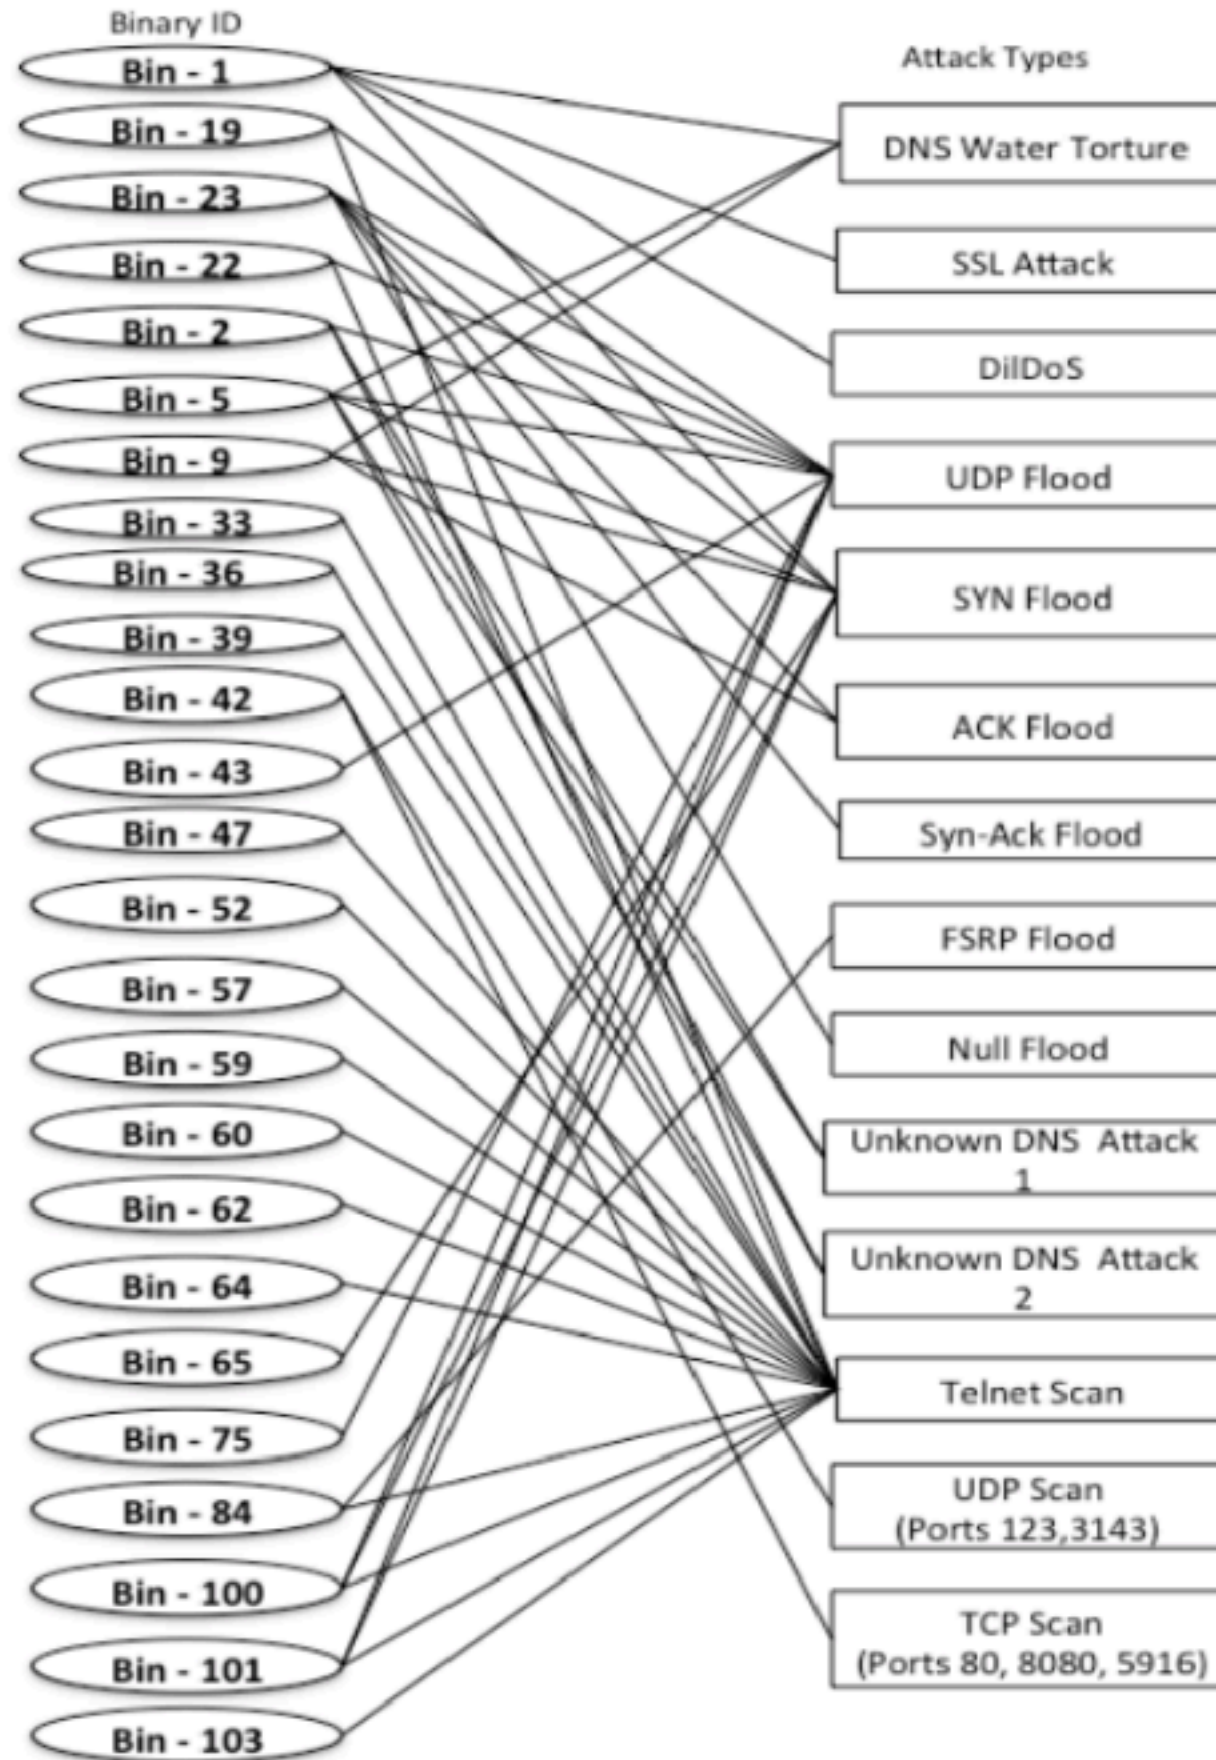 Binary ID
Bin - 1
Bin - 19
Bin - 23
Bin - 22
Bin - 2
Bin - 5
Bin - 9
Bin - 33
Bin - 36
Bin - 39
Bin - 42
Bin - 43
Bin - 47
Bin - 52
Bin - 57
Bin - 59
Bin - 60
Bin - 62
Bin - 64
Bin - 65
Bin - 75
Bin - 84
Bin - 100
Bin - 101
Bin - 103
Attack Types
DNS Water Torture
SSL Attack
DilDoS
UDP Flood
SYN Flood
ACK Flood
Syn-Ack Flood
FSRP Flood
Null Flood
Unknown DNS Attack
1
Unknown DNS Attack
2
Telnet Scan
UDP Scan
(Ports 123,3143)
TCP Scan
(Ports 80, 8080, 5916)